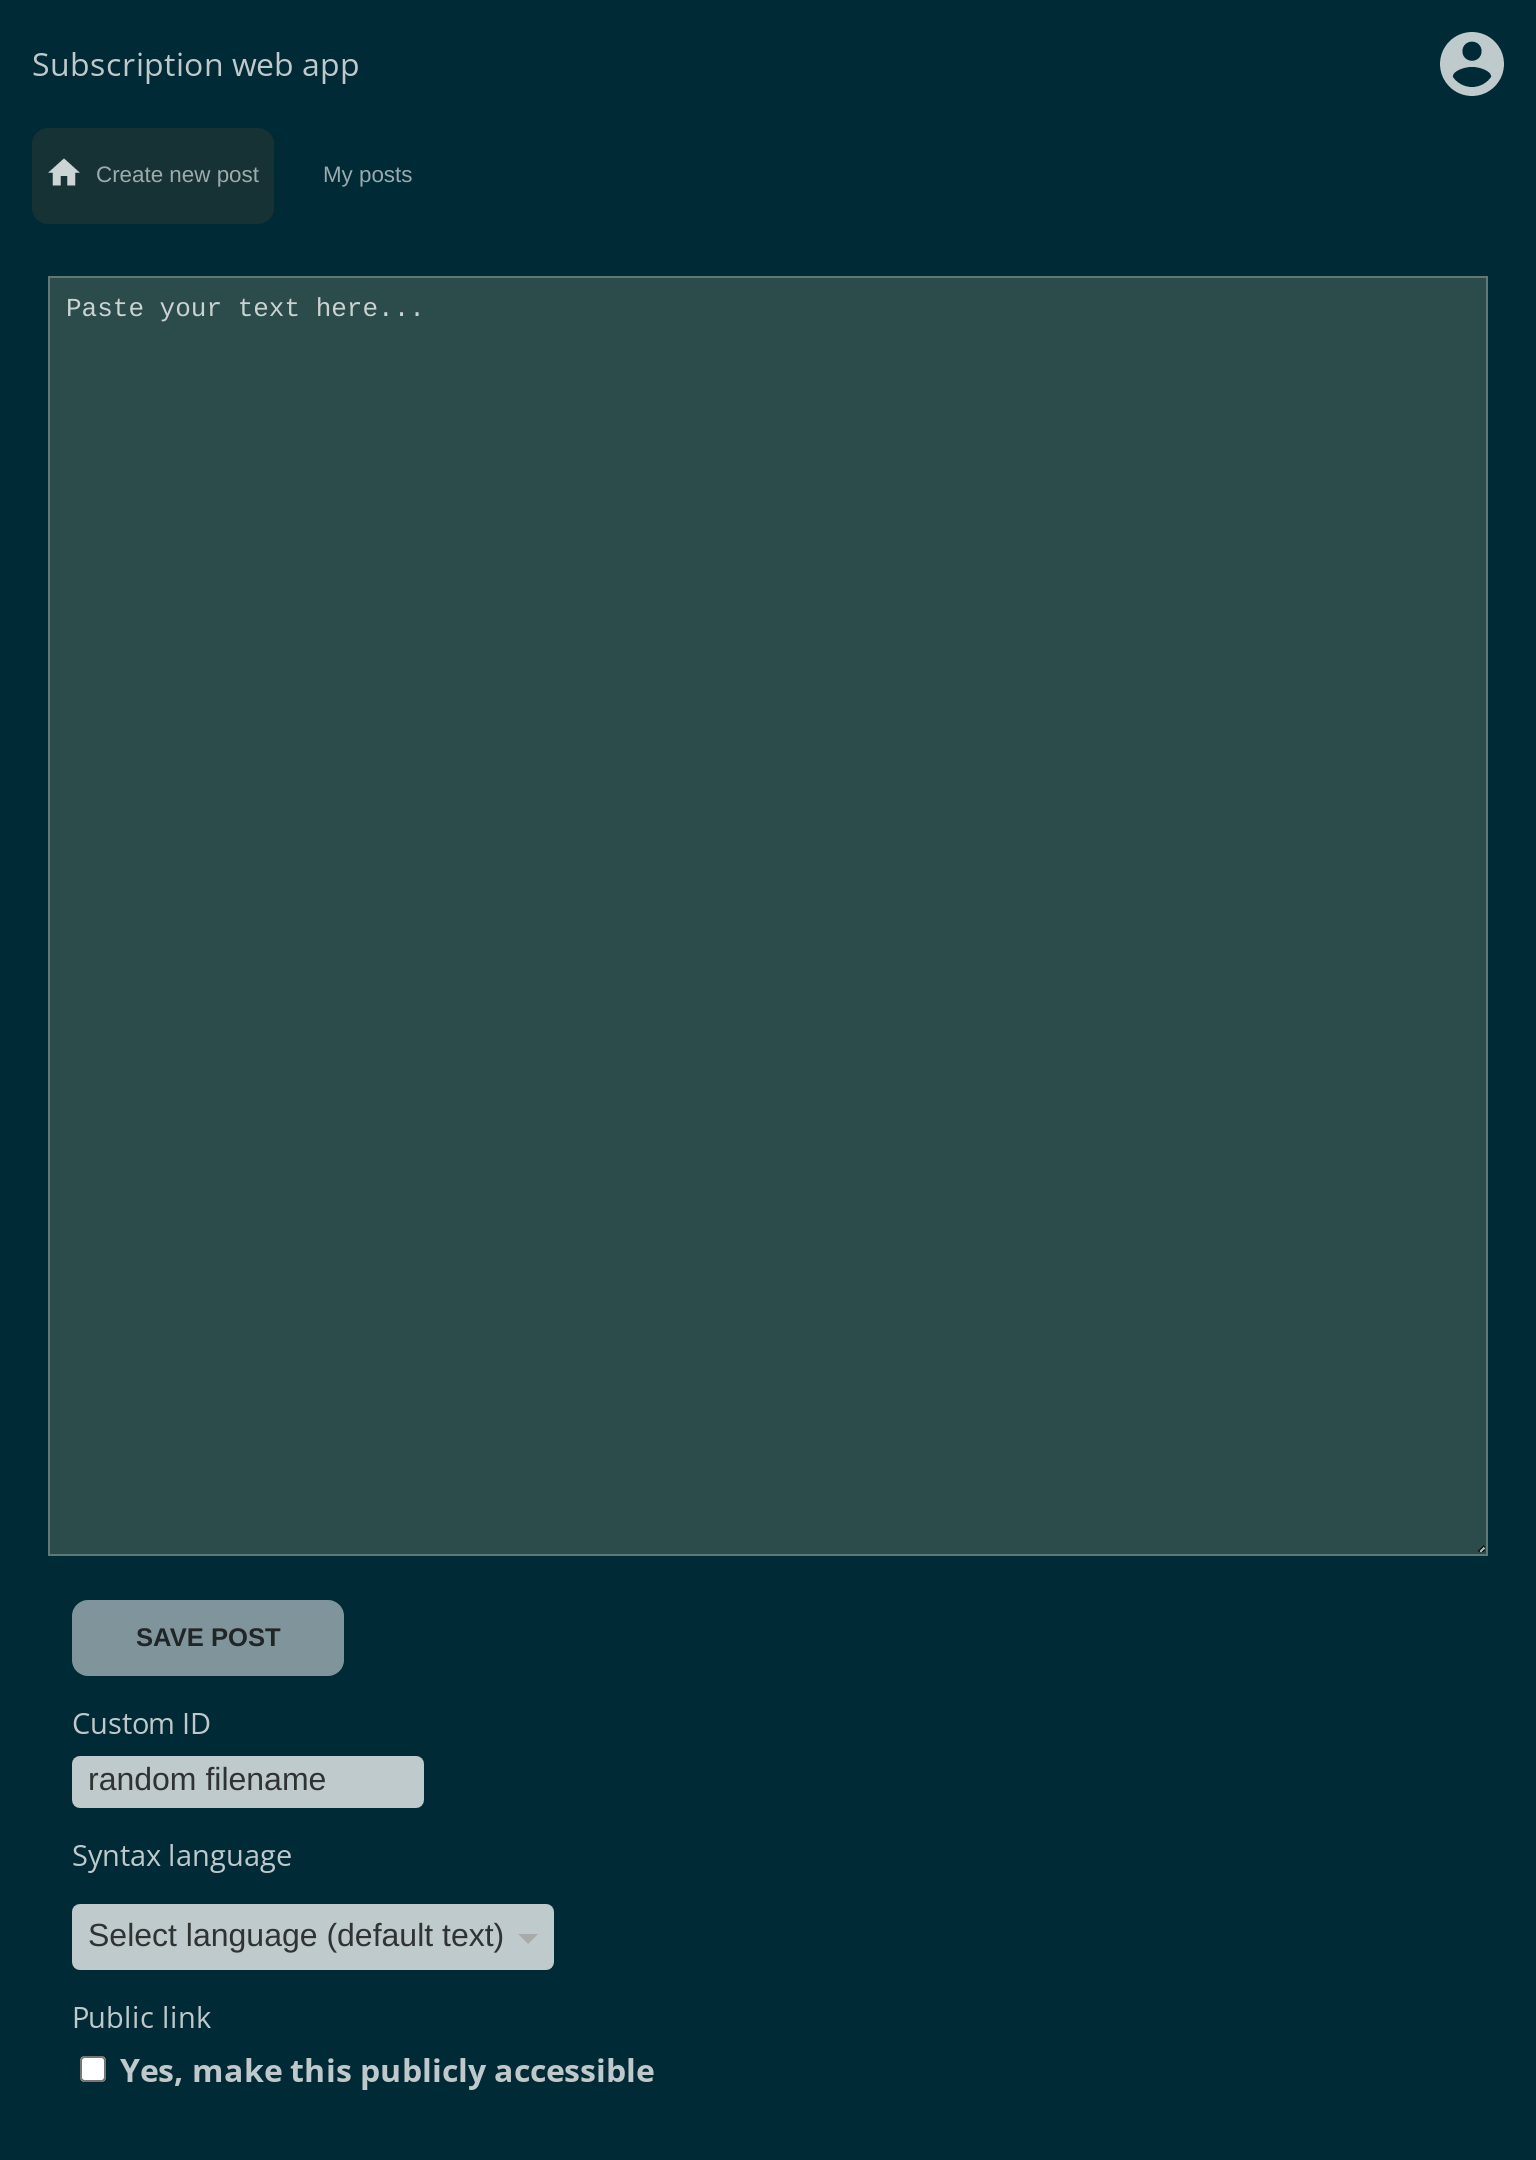 Subscription web app
Create new post
My posts
Paste your text here...
SAVE POST
Custom ID
random filename
Syntax language
Select language (default text)
Public link
Yes, make this publicly accessible